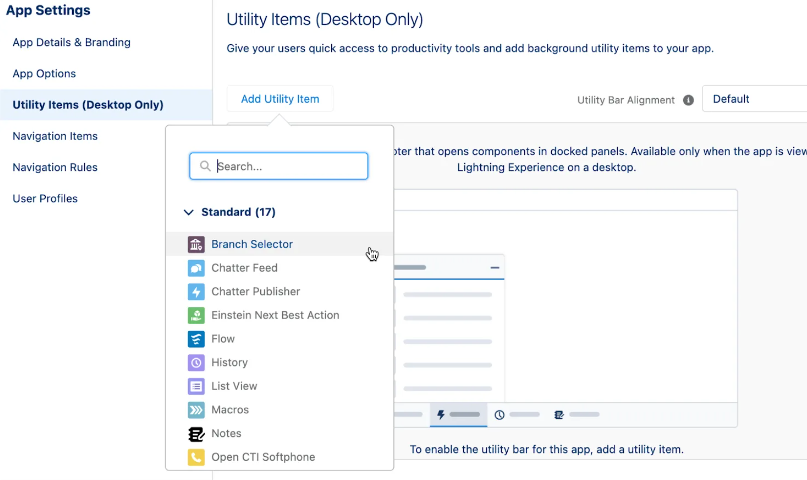 App Settings
App Details & Branding
App Options
Utility Items (Desktop Only)
Navigation Items
Navigation Rules
User Profiles
Utility Items (Desktop Only)
Give your users quick access to productivity tools and add background utility items to your app.
Add Utility Item
Utility Bar Alignment
Default
Search...
Standard (17)
Branch Selector
Chatter Feed
Chatter Publisher
Einstein Next Best Action
Flow
History
List View
Macros
Notes
Open CTI Softphone
that opens components in docked panels. Available only when the app is
Lightning Experience on a desktop.
To enable the utility bar for this app, add a utility item.